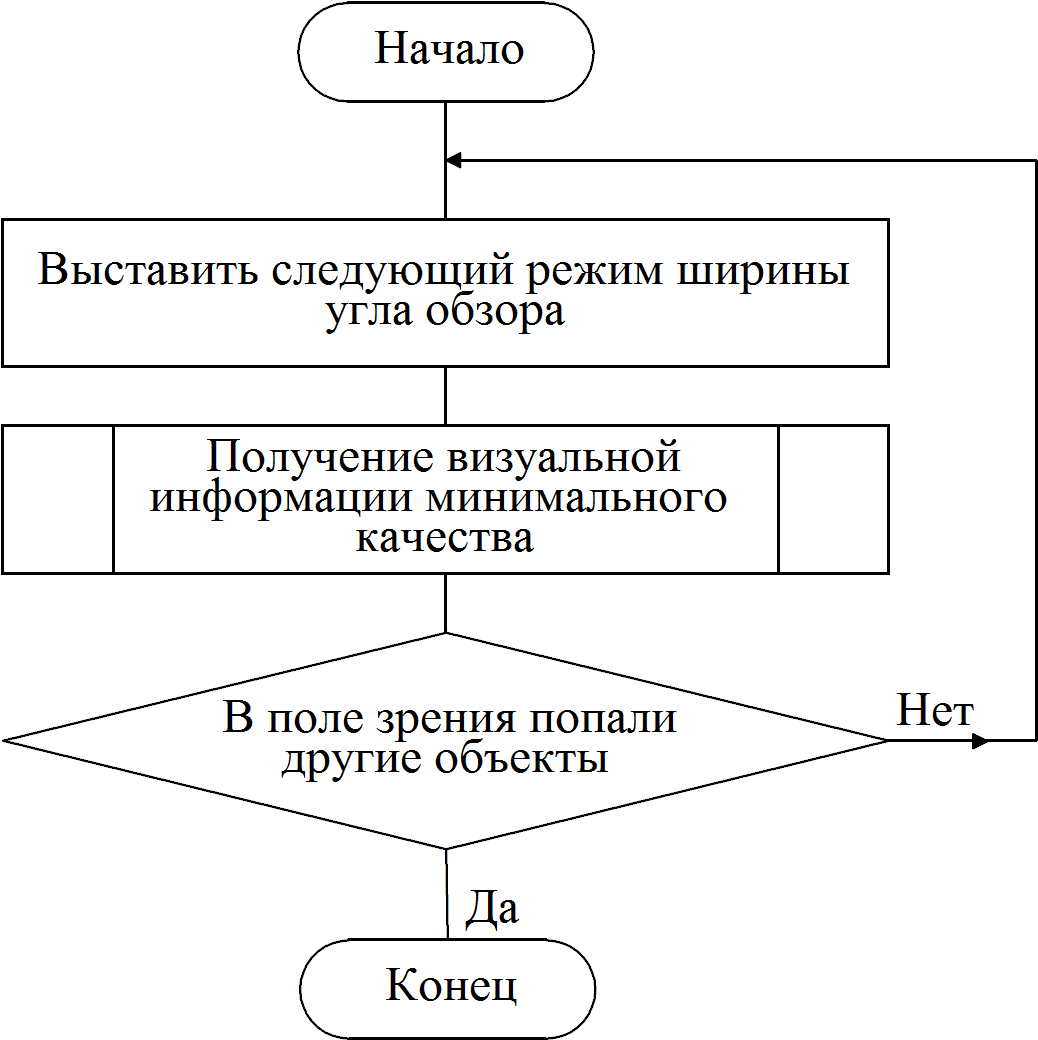 Начало
Выставить следующий режим ширины
угла обзора
Получение визуальной
информации минимального
качества
В поле зрения попали
другие объекты
Нет
Да
Конец